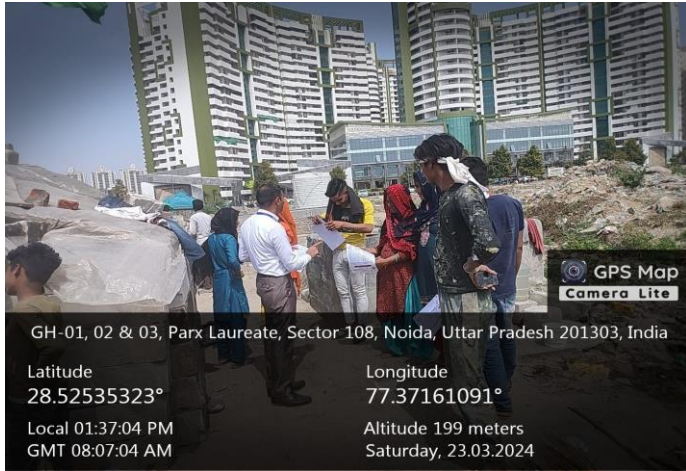 GPS Map
Camera Lite
GH-01, 02 & 03, Parx Laureate, Sector 108, Noida, Uttar Pradesh 201303, India
Latitude
28.52535323°
Longitude
77.37161091°
Local 01:37:04 PM
GMT 08:07:04 AM
Altitude 199 meters
Saturday, 23.03.2024